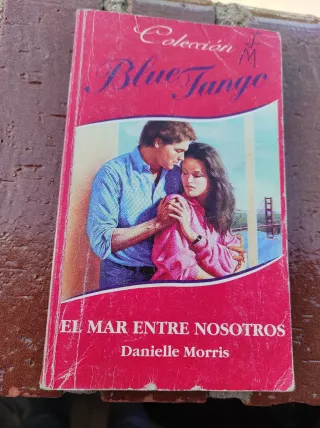 Colección
J
M
Blue Tango
EL MAR ENTRE NOSOTROS
Danielle Morris